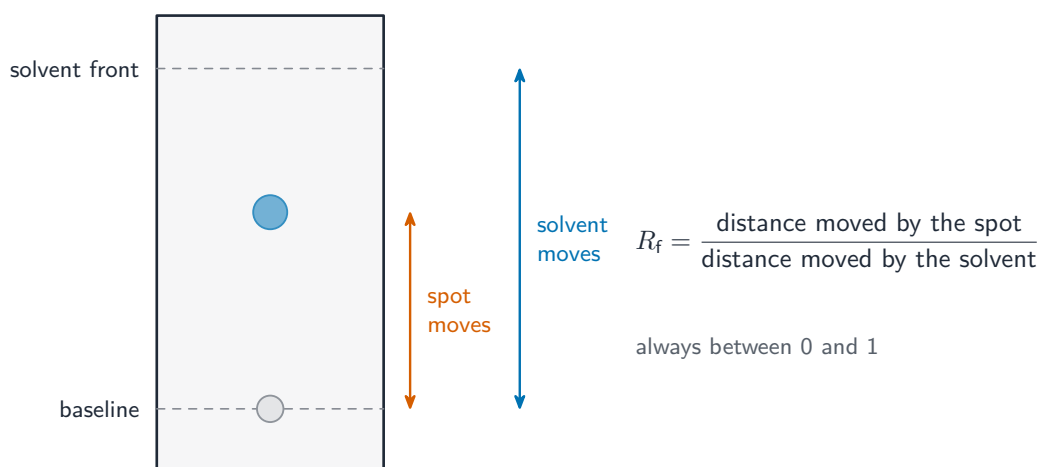 solvent front
solvent
moves
R_f = distance moved by the spot / distance moved by the solvent
spot
moves
always between 0 and 1
baseline